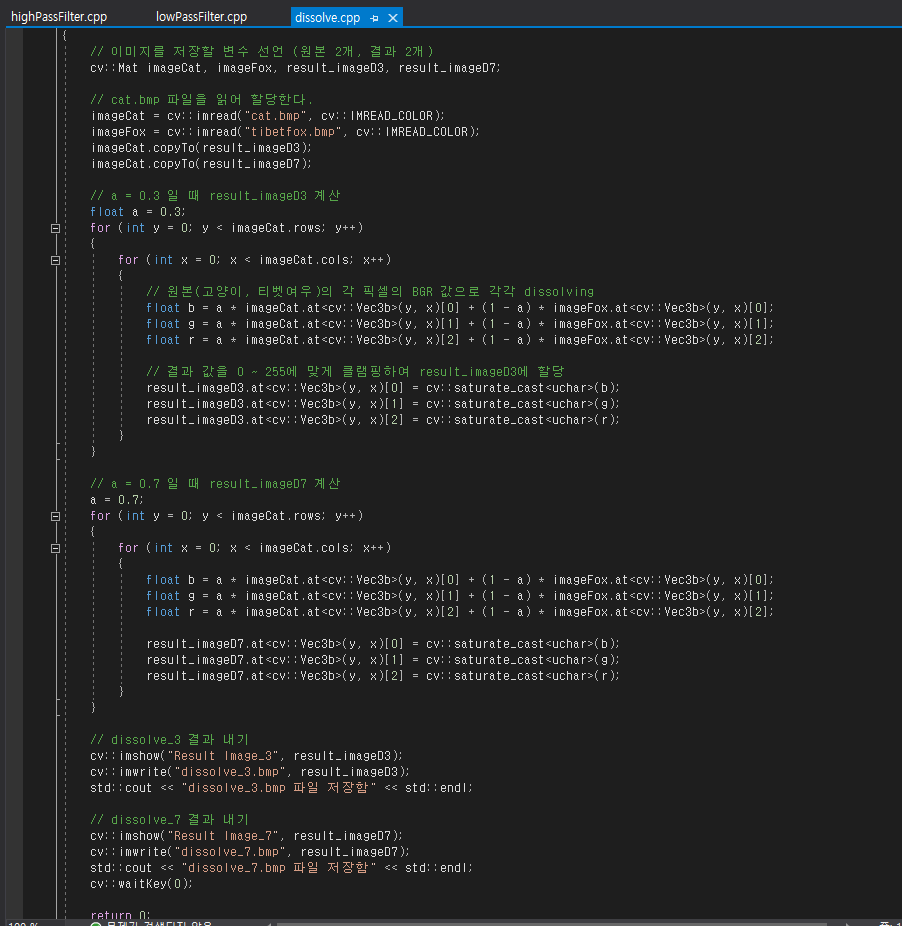 highPassFilter.cpp lowPassFilter.cpp dissolve.cpp
{
// 이미지를 저장할 변수 선언 (원본 2개, 결과 2개)
cv::Mat imageCat, imageFox, result_imageD3, result_imageD7;
// cat.bmp 파일을 읽어 할당한다.
imageCat = cv::imread("cat.bmp", cv::IMREAD_COLOR);
imageFox = cv::imread("tibetfox.bmp", cv::IMREAD_COLOR);
imageCat.copyTo(result_imageD3);
imageCat.copyTo(result_imageD7);
// a = 0.3 일 때 result_imageD3 계산
float a = 0.3;
for (int y = 0; y < imageCat.rows; y++)
{
for (int x = 0; x < imageCat.cols; x++)
{
// 원본(고양이, 티벳여우)의 각 픽셀의 BGR 값으로 각각 dissolving
float b = a * imageCat.at<cv::Vec3b>(y, x)[0] + (1 - a) * imageFox.at<cv::Vec3b>(y, x)[0];
float g = a * imageCat.at<cv::Vec3b>(y, x)[1] + (1 - a) * imageFox.at<cv::Vec3b>(y, x)[1];
float r = a * imageCat.at<cv::Vec3b>(y, x)[2] + (1 - a) * imageFox.at<cv::Vec3b>(y, x)[2];
// 결과 값을 0 ~ 255에 맞게 클램핑하여 result_imageD3에 할당
result_imageD3.at<cv::Vec3b>(y, x)[0] = cv::saturate_cast<uchar>(b);
result_imageD3.at<cv::Vec3b>(y, x)[1] = cv::saturate_cast<uchar>(g);
result_imageD3.at<cv::Vec3b>(y, x)[2] = cv::saturate_cast<uchar>(r);
}
}
// a = 0.7 일 때 result_imageD7 계산
a = 0.7;
for (int y = 0; y < imageCat.rows; y++)
{
for (int x = 0; x < imageCat.cols; x++)
{
float b = a * imageCat.at<cv::Vec3b>(y, x)[0] + (1 - a) * imageFox.at<cv::Vec3b>(y, x)[0];
float g = a * imageCat.at<cv::Vec3b>(y, x)[1] + (1 - a) * imageFox.at<cv::Vec3b>(y, x)[1];
float r = a * imageCat.at<cv::Vec3b>(y, x)[2] + (1 - a) * imageFox.at<cv::Vec3b>(y, x)[2];
result_imageD7.at<cv::Vec3b>(y, x)[0] = cv::saturate_cast<uchar>(b);
result_imageD7.at<cv::Vec3b>(y, x)[1] = cv::saturate_cast<uchar>(g);
result_imageD7.at<cv::Vec3b>(y, x)[2] = cv::saturate_cast<uchar>(r);
}
}
// dissolve_3 결과 내기
cv::imshow("Result Image_3", result_imageD3);
cv::imwrite("dissolve_3.bmp", result_imageD3);
std::cout << "dissolve_3.bmp 파일 저장함" << std::endl;
// dissolve_7 결과 내기
cv::imshow("Result Image_7", result_imageD7);
cv::imwrite("dissolve_7.bmp", result_imageD7);
std::cout << "dissolve_7.bmp 파일 저장함" << std::endl;
cv::waitKey(0);
return 0;